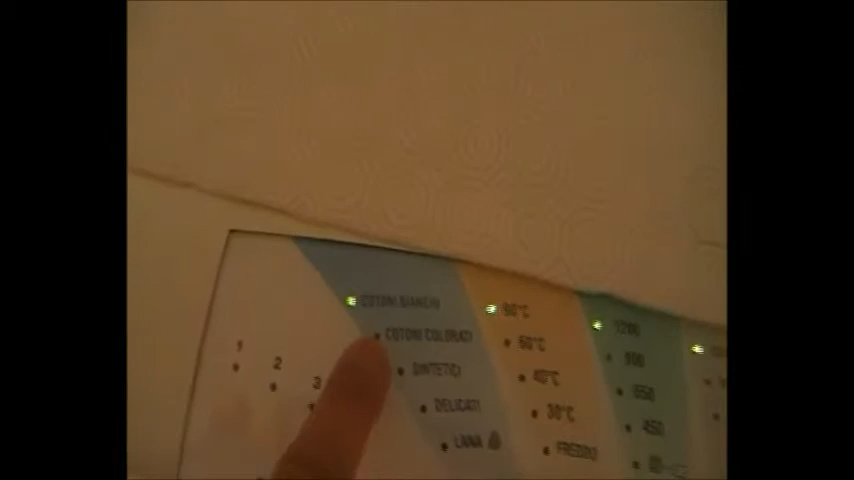 COTONI BIANCHI
COTONI COLORATI
SINTETICI
DELICATI
LANA
90°C
60°C
40°C
30°C
FREDDO
1200
900
650
450
1
2
3